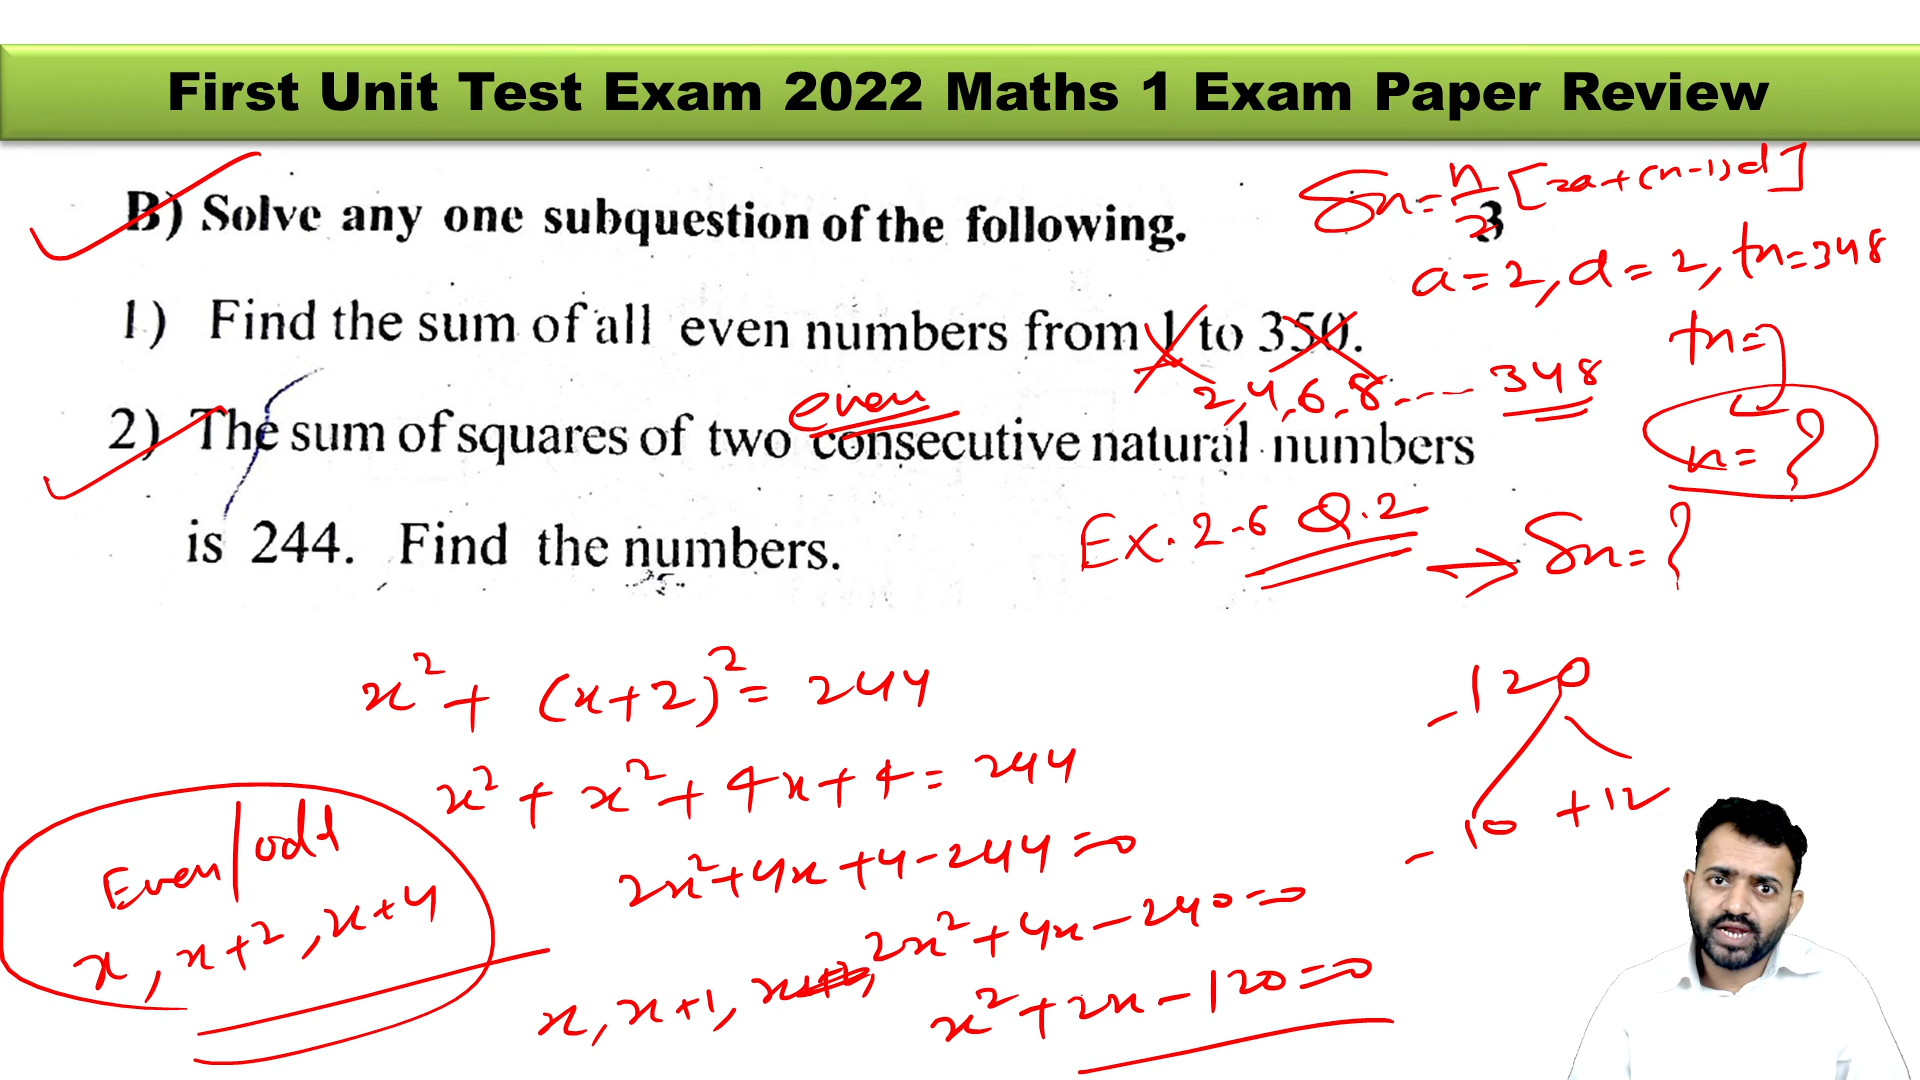 First Unit Test Exam 2022 Maths 1 Exam Paper Review
B) Solve any one subquestion of the following. 3
Sn = n/2 [2a+(n-1)d]
a = 2, d = 2, tn = 348
1) Find the sum of all even numbers from 1 to 350.
tn =
2, 4, 6, 8 .... 348
even
2) The sum of squares of two consecutive natural numbers
n = ?
is 244. Find the numbers.
Ex. 2.6 Q.2
→ Sn = ?
x² + (x+2)² = 244
x² + x² + 4x + 4 = 244
2x² + 4x + 4 - 244 = 0
2x² + 4x - 240 = 0
x² + 2x - 120 = 0
-120
-10 +12
Even/odd
x, x+2, x+4
x, x+1,